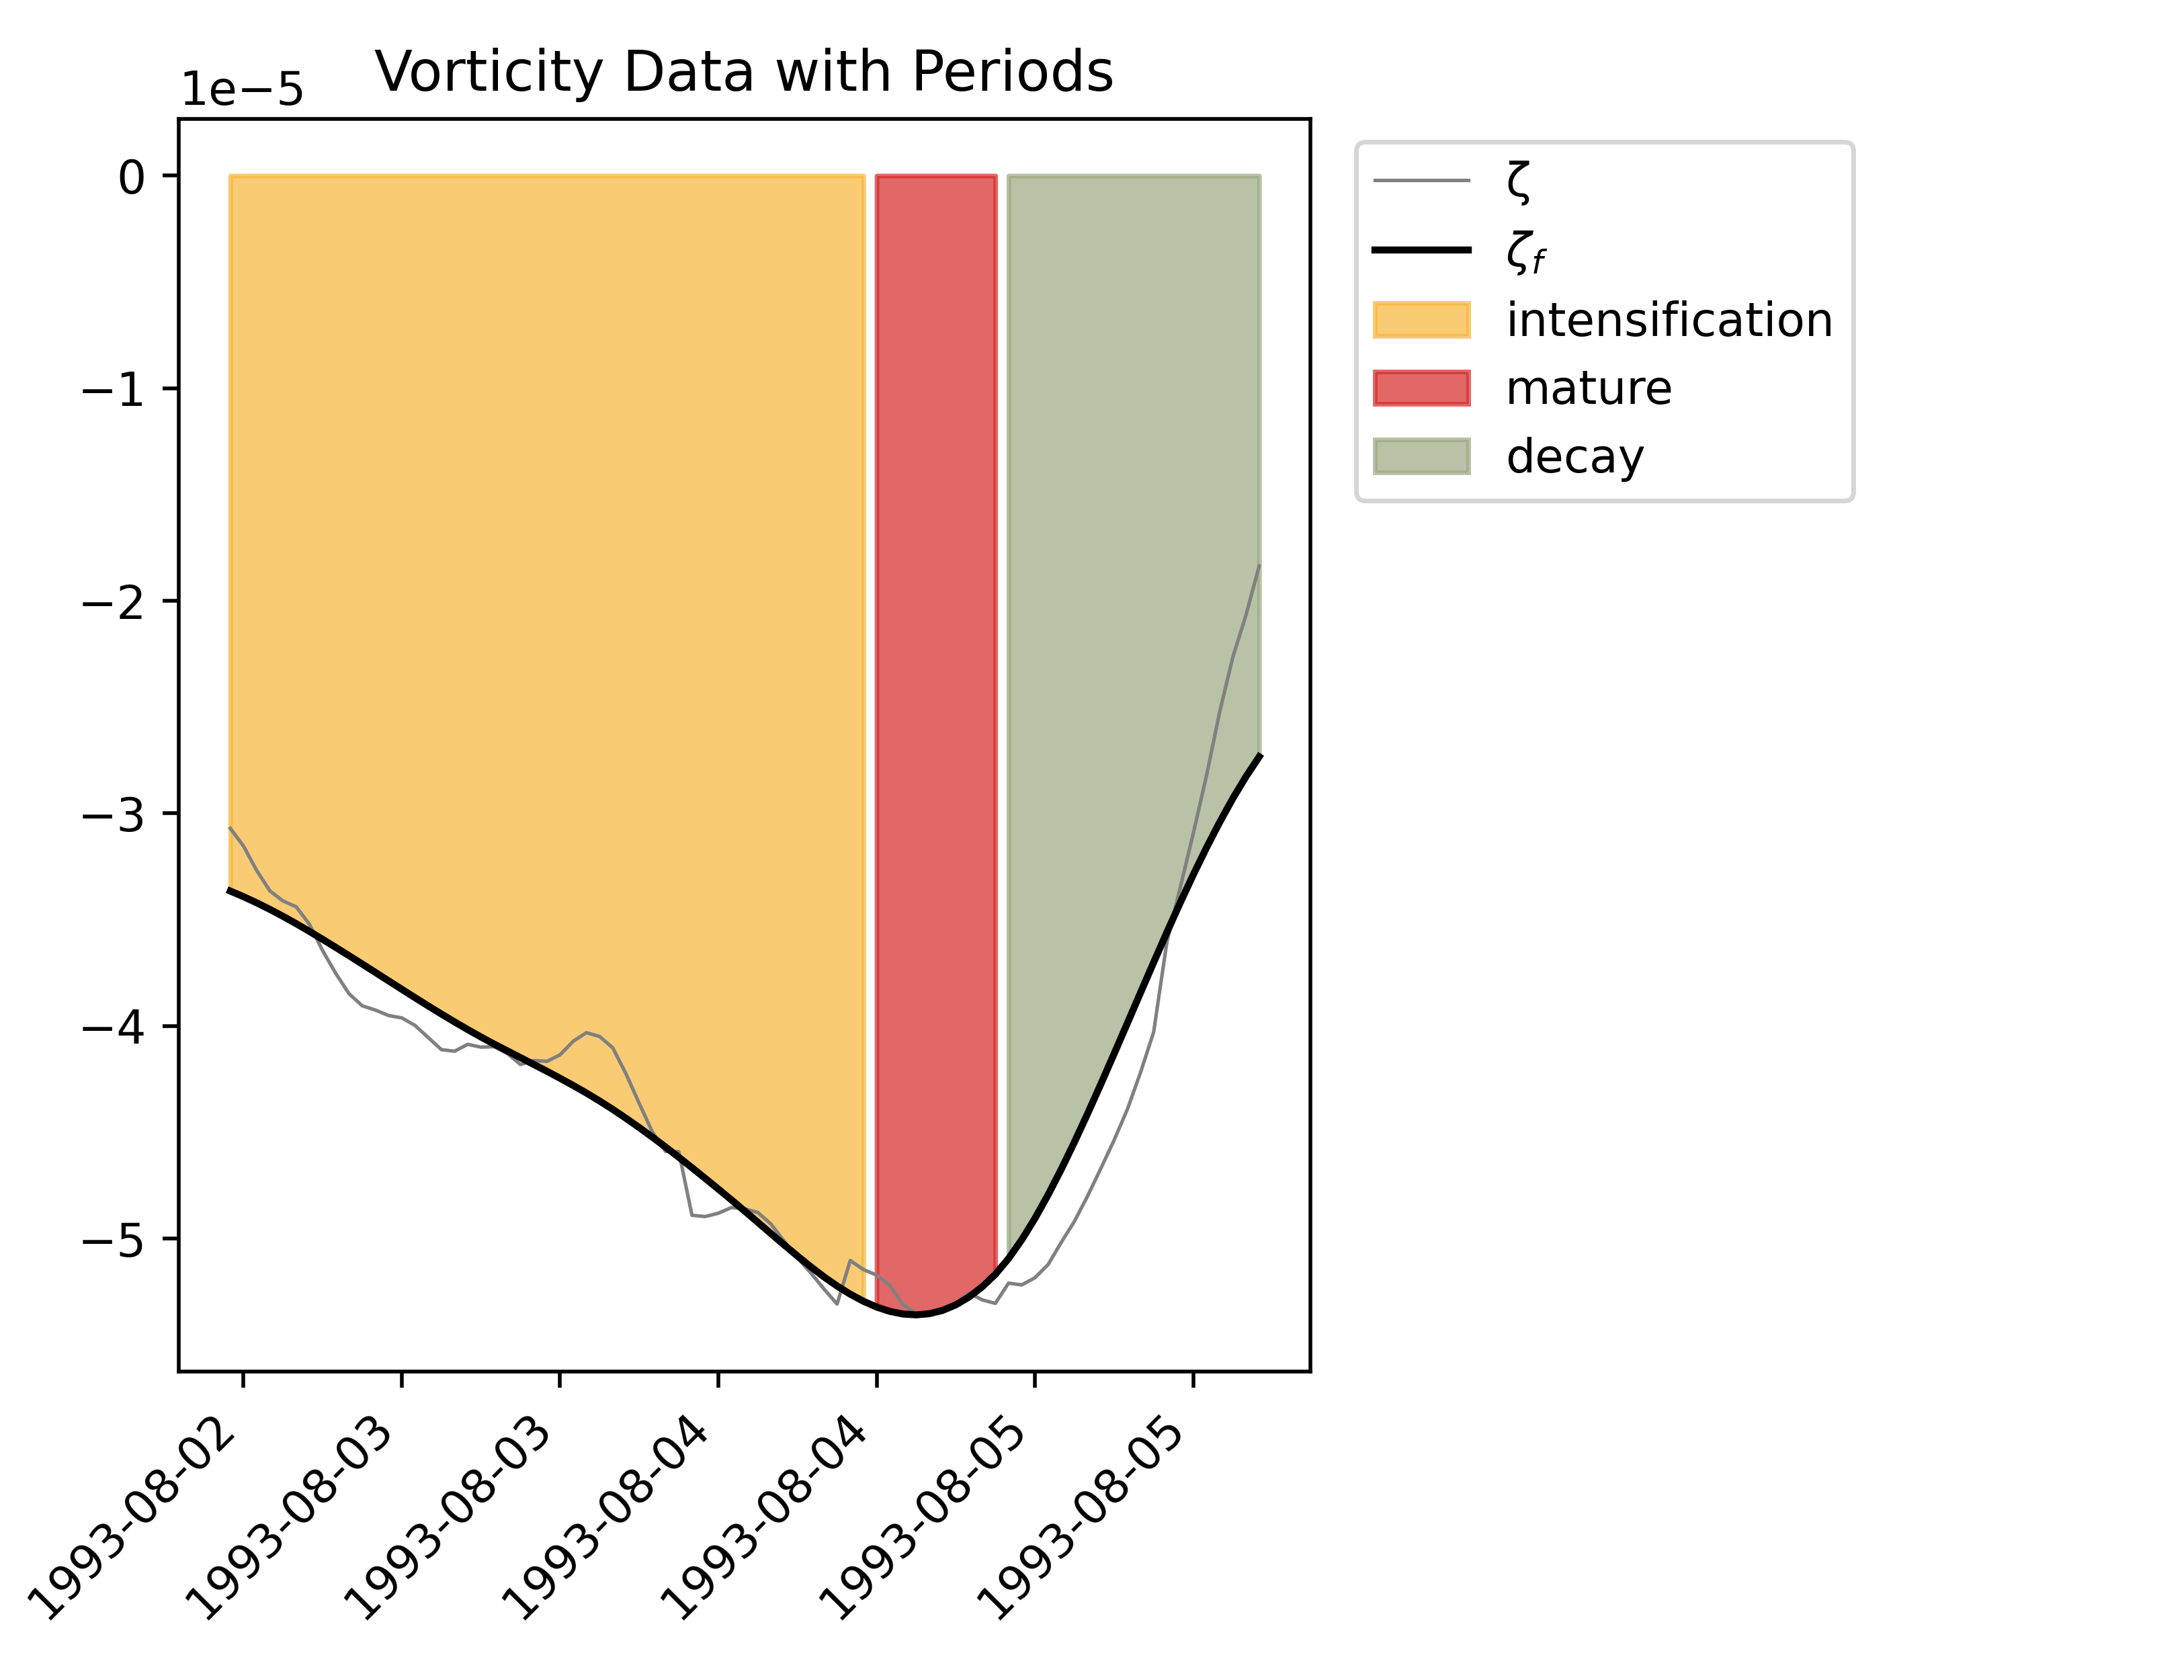 Vorticity Data with Periods
1e−5
0
−1
−2
−3
−4
−5
1993-08-02
1993-08-03
1993-08-03
1993-08-04
1993-08-04
1993-08-05
1993-08-05
ζ
ζf
intensification
mature
decay